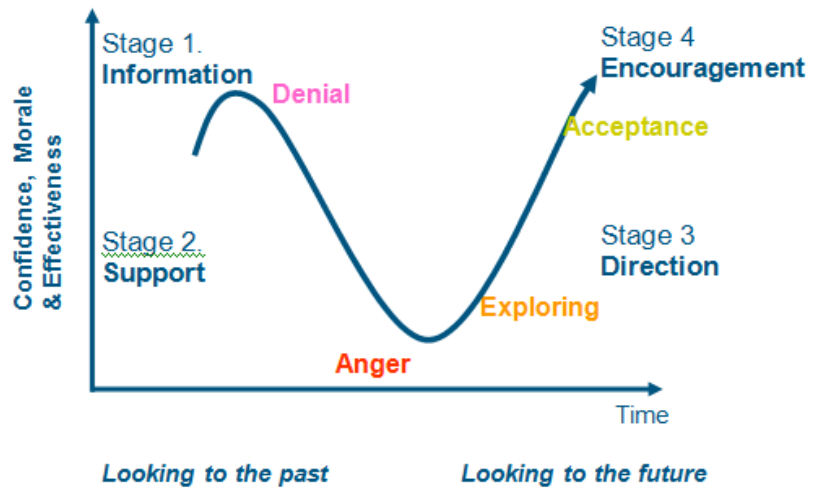 Stage 1.
Information
Denial
Stage 4
Encouragement
Acceptance
Confidence, Morale
& Effectiveness
Stage 2.
Support
Stage 3
Direction
Exploring
Anger
Time
Looking to the past
Looking to the future